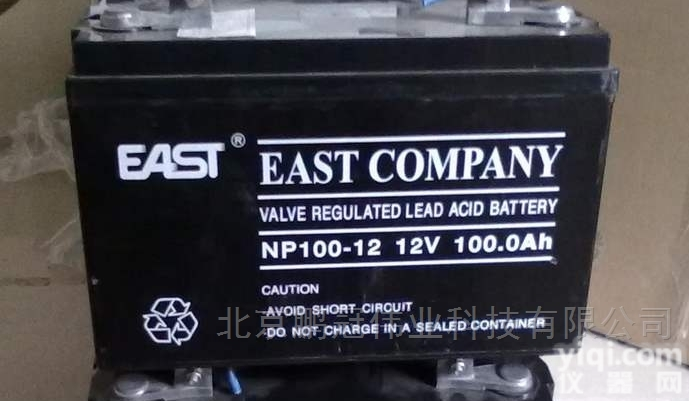 EAST®
EAST COMPANY
VALVE REGULATED LEAD ACID BATTERY
NP100-12 12V 100.0Ah
CAUTION
AVOID SHORT CIRCUIT
DO NOT CHARGE IN A SEALED CONTAINER
北京鹏冠伟业科技有限公司
yiqi.com
仪器网